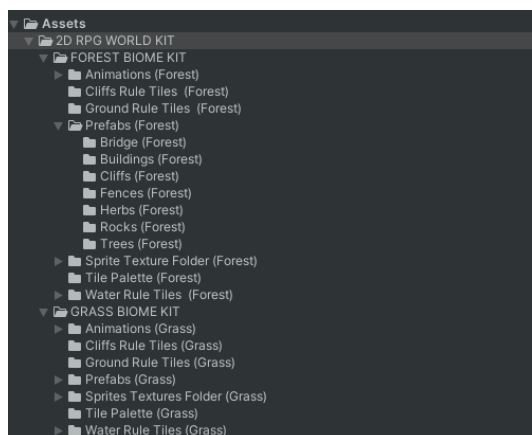 Assets
2D RPG WORLD KIT
FOREST BIOME KIT
Animations (Forest)
Cliffs Rule Tiles  (Forest)
Ground Rule Tiles  (Forest)
Prefabs (Forest)
Bridge (Forest)
Buildings (Forest)
Cliffs (Forest)
Fences (Forest)
Herbs (Forest)
Rocks (Forest)
Trees (Forest)
Sprite Texture Folder (Forest)
Tile Palette (Forest)
Water Rule Tiles  (Forest)
GRASS BIOME KIT
Animations (Grass)
Cliffs Rule Tiles (Grass)
Ground Rule Tiles (Grass)
Prefabs (Grass)
Sprites Textures Folder (Grass)
Tile Palette (Grass)
Water Rule Tiles (Grass)